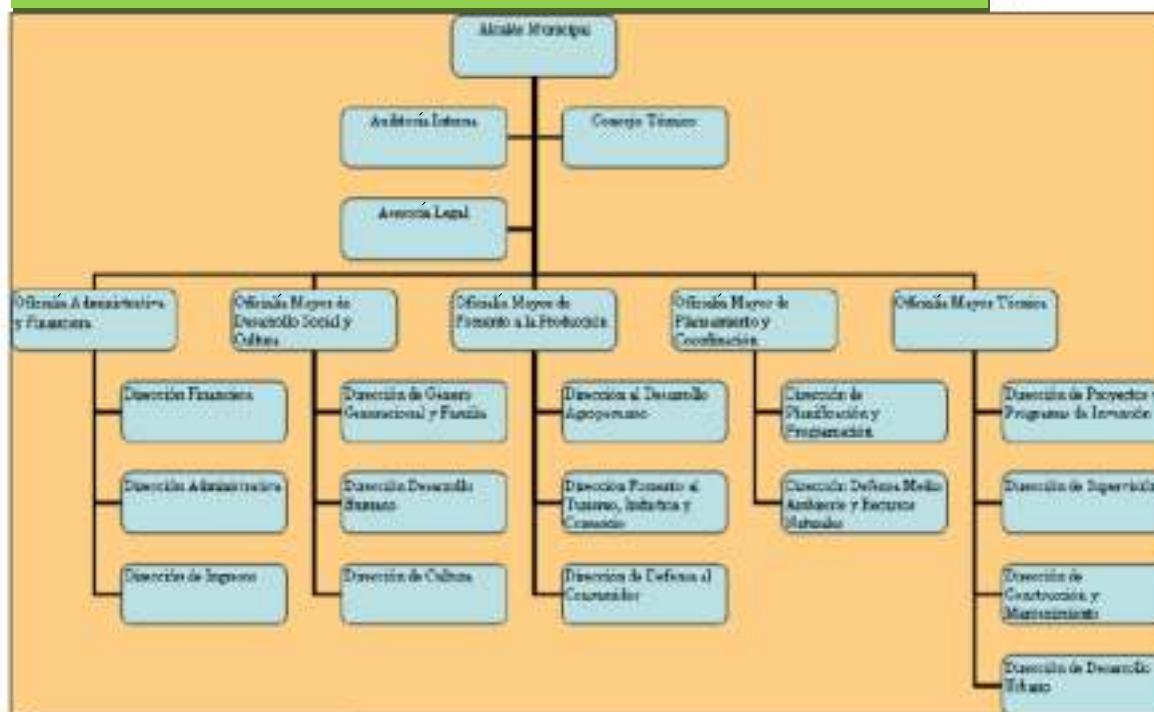 Alcalde Municipal
Auditoría Interna
Concejo Técnico
Asesoría Legal
Oficialía Administrativa
y Financiera
Oficialía Mayor de
Desarrollo Social y
Cultura
Oficialía Mayor de
Fomento a la Producción
Oficialía Mayor de
Planeamiento y
Coordinación
Oficialía Mayor Técnica
Dirección Financiera
Dirección de Género
Generacional y Familia
Dirección al Desarrollo
Agropecuario
Dirección de
Planificación y
Programación
Dirección de Proyectos y
Programas de Inversión
Dirección Administrativa
Dirección Desarrollo
Humano
Dirección Fomento al
Turismo, Industria y
Comercio
Dirección Defensa Medio
Ambiente y Recursos
Naturales
Dirección de Supervisión
Dirección de Ingresos
Dirección de Cultura
Dirección de Defensa al
Consumidor
Dirección de
Construcción y
Mantenimiento
Dirección de Desarrollo
Urbano